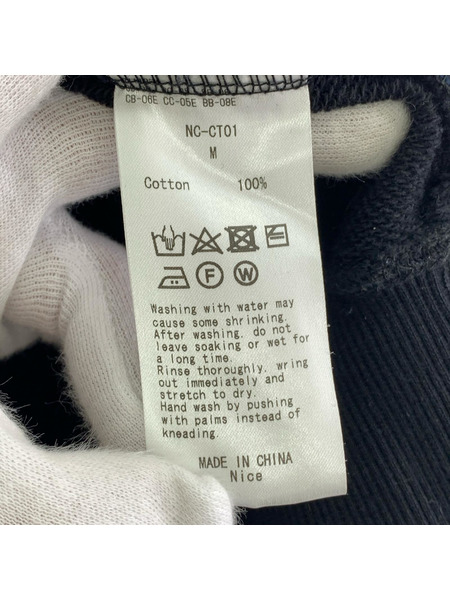 CB-06E CC-05E BB-08E
NC-CT01
M
Cotton 100%
F W
Washing with water may
cause some shrinking.
After washing. do not
leave soaking or wet for
a long time.
Rinse thoroughly. wring
out immediately and
stretch to dry.
Hand wash by pushing
with palms instead of
kneading.
MADE IN CHINA
Nice